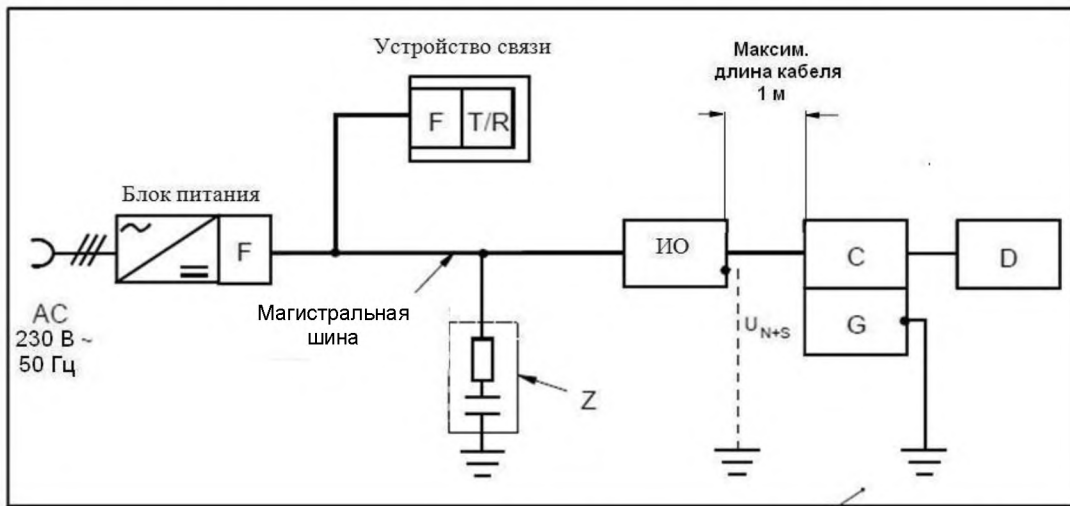 Устройство связи
F T/R
Максим.
длина кабеля
1 м
Блок питания
F
AC
230 В ~
50 Гц
Магистральная
шина
ИО
C
D
G
U N+S
Z